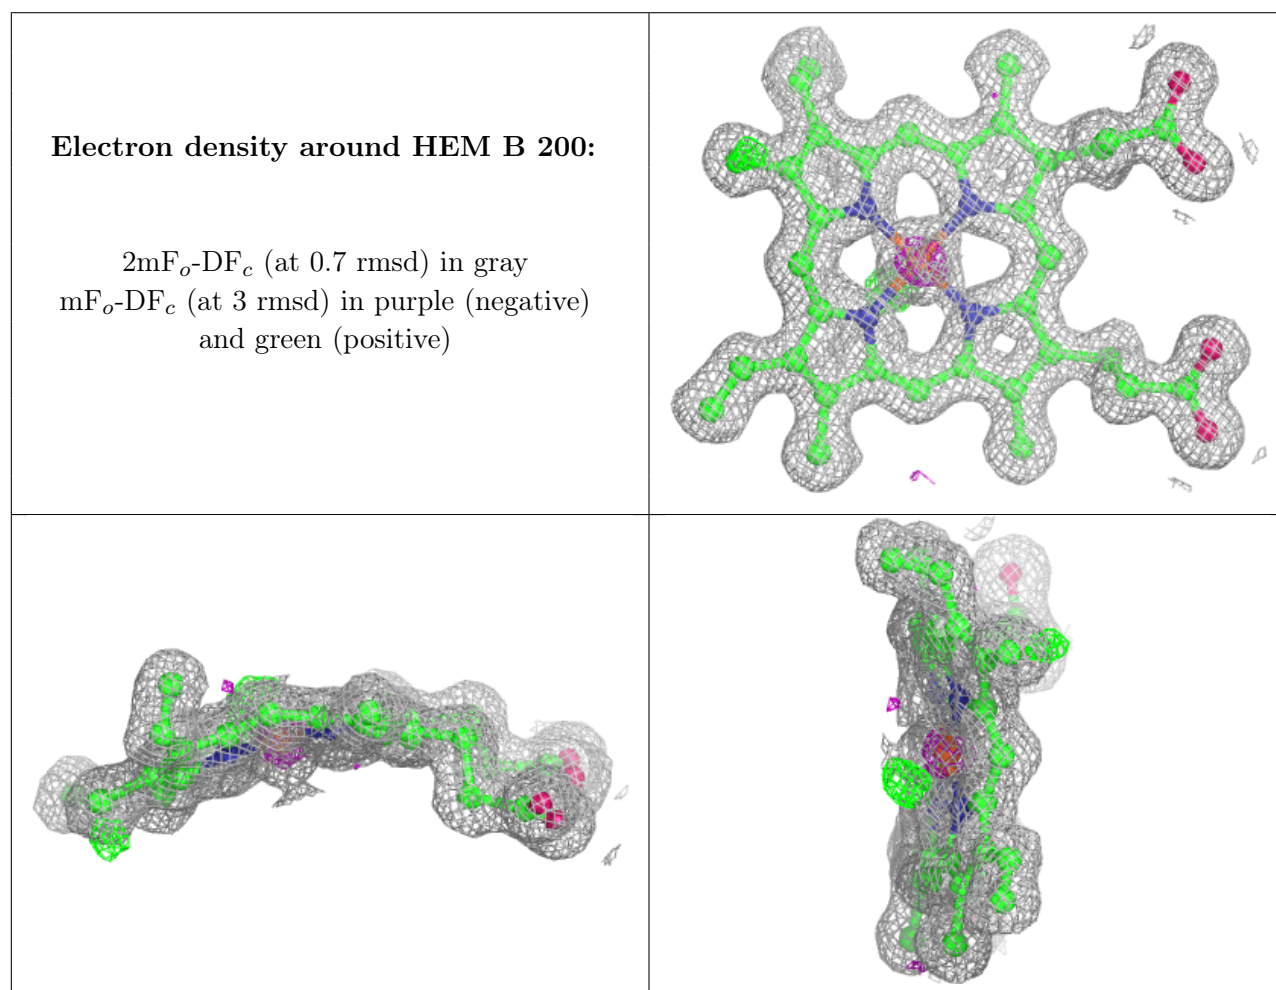 Electron density around HEM B 200:
2mFₒ-DF𝒸 (at 0.7 rmsd) in gray
mFₒ-DF𝒸 (at 3 rmsd) in purple (negative)
and green (positive)